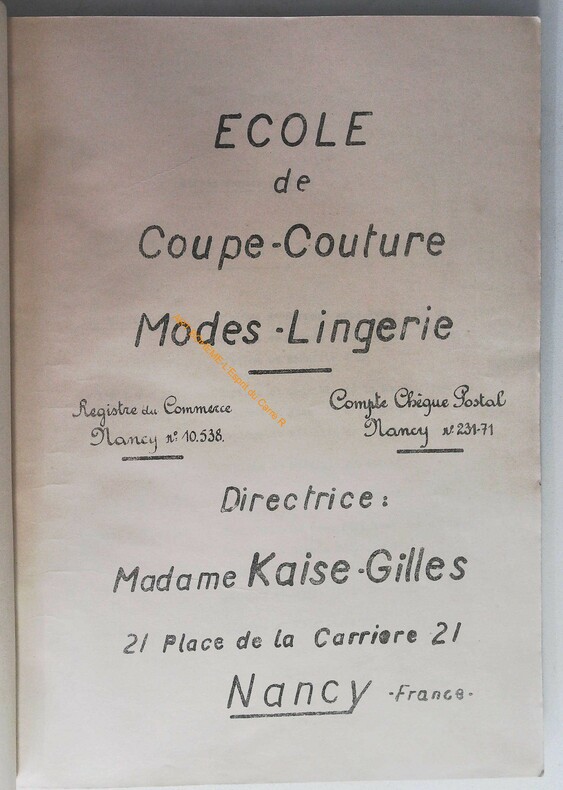 ECOLE
de
Coupe-Couture
Modes-Lingerie
Registre du Commerce
Nancy n° 10.538.
Compte Chèque Postal
Nancy n° 231-71
Directrice:
Madame Kaise-Gilles
21 Place de la Carriere 21
Nancy -France-